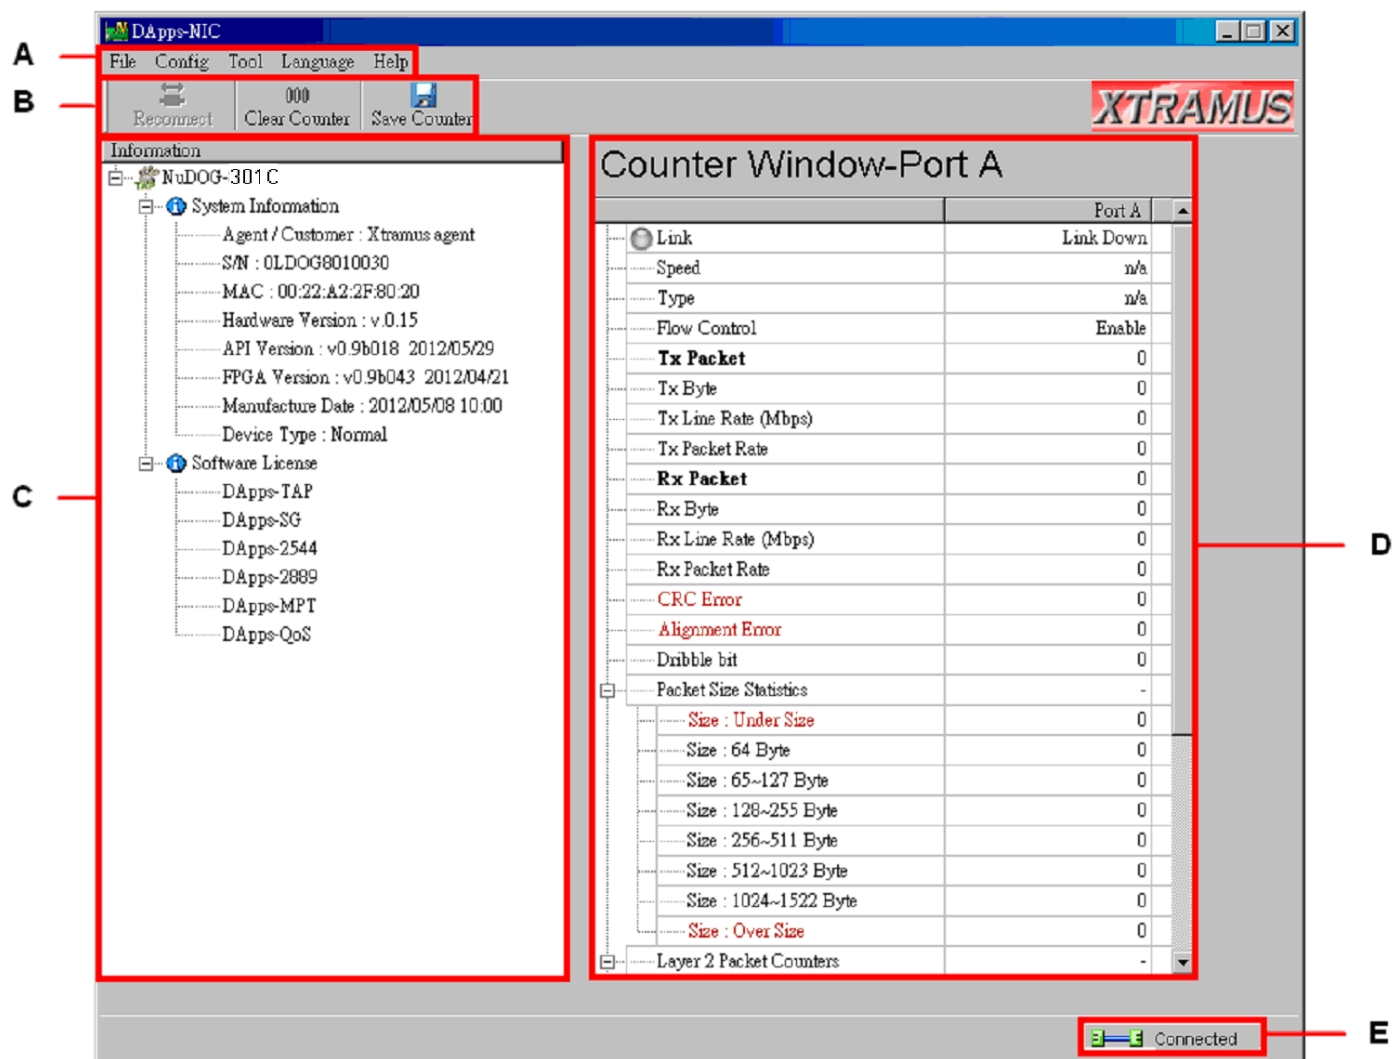 DApps-NIC
A
File Config Tool Language Help
B
Reconnect
000
Clear Counter
Save Counter
XTRAMUS
Information
NuDOG-301C
System Information
Agent / Customer : Xtramus agent
S/N : 0LDOG8010030
MAC : 00:22:A2:2F:80:20
Hardware Version : v.0.15
API Version : v0.9b018 2012/05/29
FPGA Version : v0.9b043 2012/04/21
Manufacture Date : 2012/05/08 10:00
Device Type : Normal
Software License
DApps-TAP
DApps-SG
DApps-2544
DApps-2889
DApps-MPT
DApps-QoS
C
Counter Window-Port A
Port A
Link Link Down
Speed n/a
Type n/a
Flow Control Enable
Tx Packet 0
Tx Byte 0
Tx Line Rate (Mbps) 0
Tx Packet Rate 0
Rx Packet 0
Rx Byte 0
Rx Line Rate (Mbps) 0
Rx Packet Rate 0
CRC Error 0
Alignment Error 0
Dribble bit 0
Packet Size Statistics -
Size : Under Size 0
Size : 64 Byte 0
Size : 65~127 Byte 0
Size : 128~255 Byte 0
Size : 256~511 Byte 0
Size : 512~1023 Byte 0
Size : 1024~1522 Byte 0
Size : Over Size 0
Layer 2 Packet Counters -
D
Connected
E